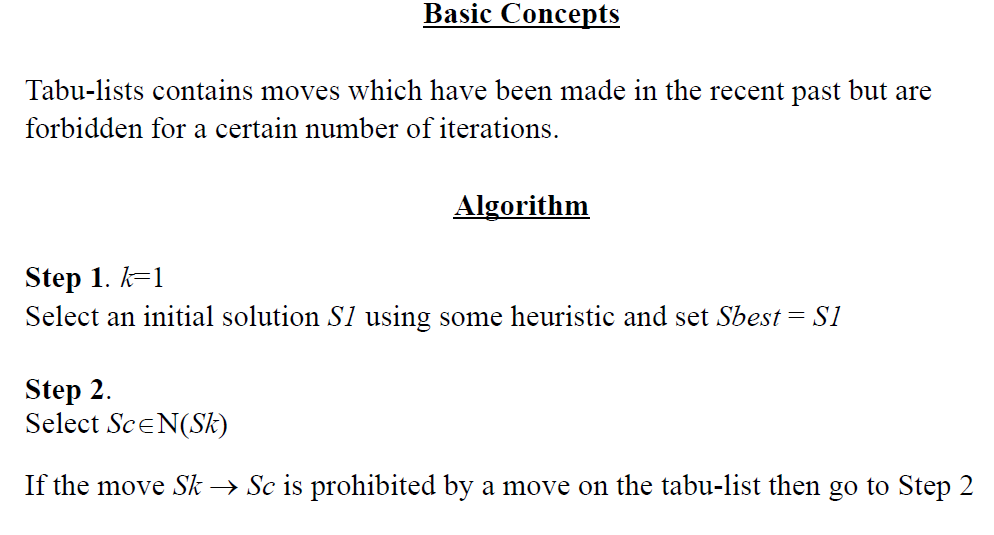 Basic Concepts
Tabu-lists contains moves which have been made in the recent past but are
forbidden for a certain number of iterations.
Algorithm
Step 1. k=1
Select an initial solution S1 using some heuristic and set Sbest = S1
Step 2.
Select Sc∈N(Sk)
If the move Sk → Sc is prohibited by a move on the tabu-list then go to Step 2